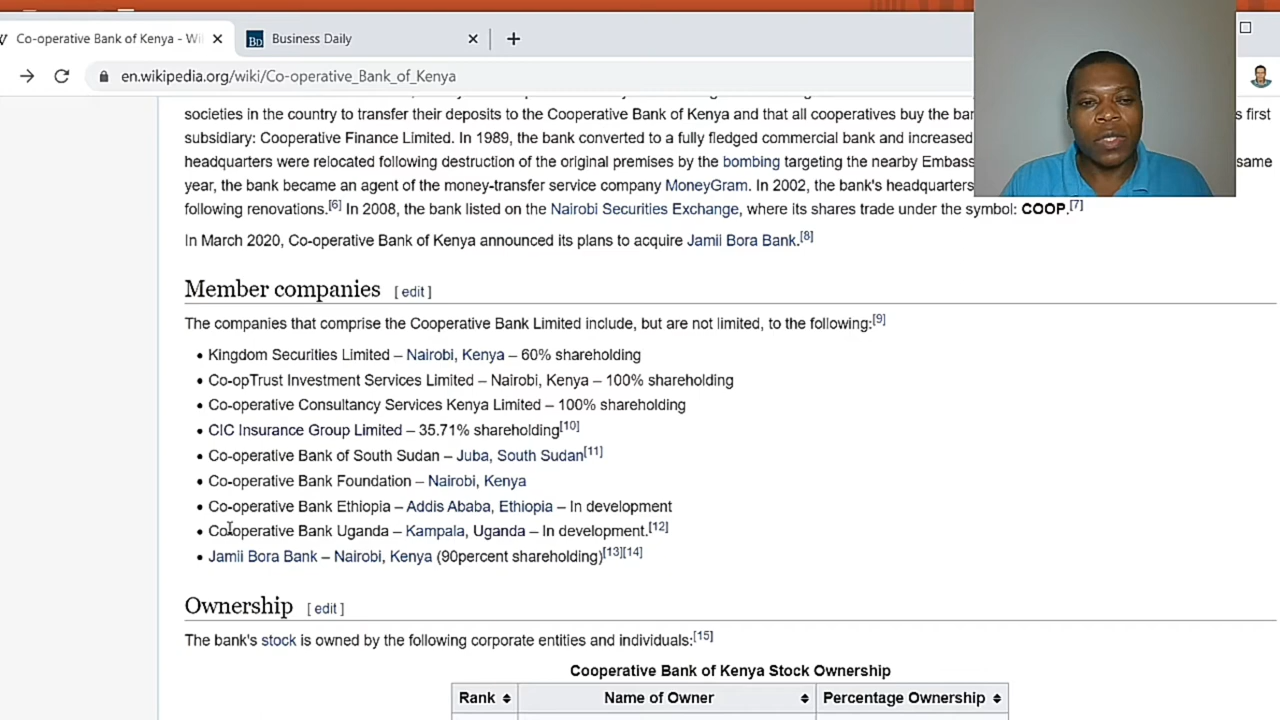 Co-operative Bank of Kenya - Wi
Business Daily
en.wikipedia.org/wiki/Co-operative_Bank_of_Kenya
societies in the country to transfer their deposits to the Cooperative Bank of Kenya and that all cooperatives buy the ban s first
subsidiary: Cooperative Finance Limited. In 1989, the bank converted to a fully fledged commercial bank and increased
headquarters were relocated following destruction of the original premises by the bombing targeting the nearby Embass same
year, the bank became an agent of the money-transfer service company MoneyGram. In 2002, the bank's headquarters
following renovations.[6] In 2008, the bank listed on the Nairobi Securities Exchange, where its shares trade under the symbol: COOP.[7]
In March 2020, Co-operative Bank of Kenya announced its plans to acquire Jamil Bora Bank.[8]
Member companies [ edit ]
The companies that comprise the Cooperative Bank Limited include, but are not limited, to the following:[9]
• Kingdom Securities Limited – Nairobi, Kenya – 60% shareholding
• Co-opTrust Investment Services Limited – Nairobi, Kenya – 100% shareholding
• Co-operative Consultancy Services Kenya Limited – 100% shareholding
• CIC Insurance Group Limited – 35.71% shareholding[10]
• Co-operative Bank of South Sudan – Juba, South Sudan[11]
• Co-operative Bank Foundation – Nairobi, Kenya
• Co-operative Bank Ethiopia – Addis Ababa, Ethiopia – In development
• Co-operative Bank Uganda – Kampala, Uganda – In development.[12]
• Jamii Bora Bank – Nairobi, Kenya (90percent shareholding)[13][14]
Ownership [ edit ]
The bank's stock is owned by the following corporate entities and individuals:[15]
Cooperative Bank of Kenya Stock Ownership
Rank Name of Owner Percentage Ownership